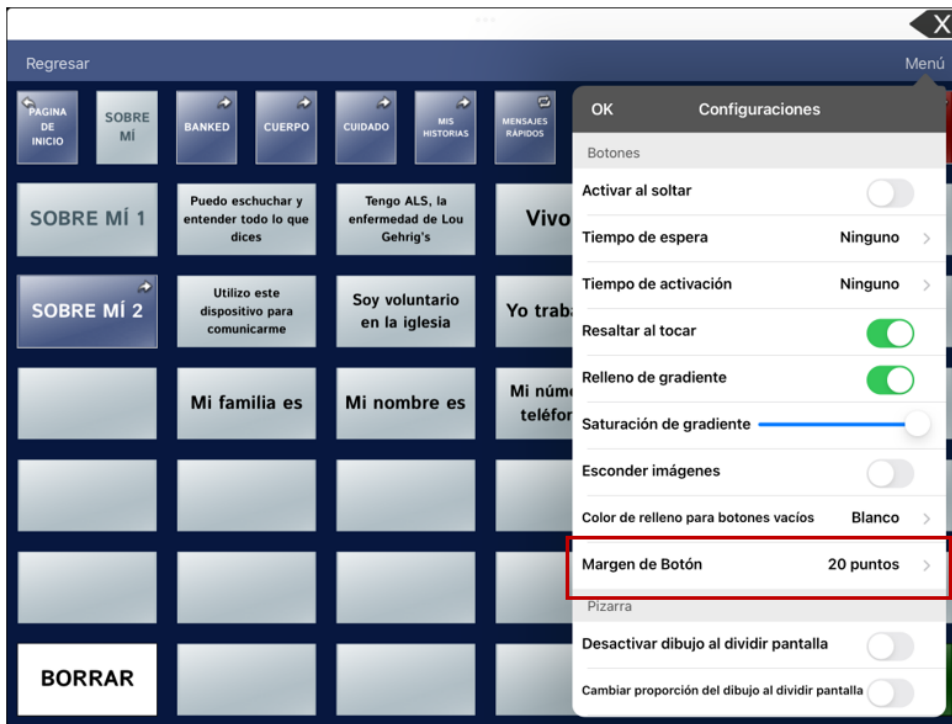 X
Regresar
Menú
PAGINA
DE
INICIO
SOBRE
MÍ
BANKED
CUERPO
CUIDADO
MIS
HISTORIAS
MENSAJES
RÁPIDOS
SOBRE MÍ 1
Puedo eschuchar y
entender todo lo que
dices
Tengo ALS, la
enfermedad de Lou
Gehrig's
Vivo
SOBRE MÍ 2
Utilizo este
dispositivo para
comunicarme
Soy voluntario
en la iglesia
Yo trab
Mi familia es
Mi nombre es
Mi núm
teléfo
BORRAR
OK
Configuraciones
Botones
Activar al soltar
Tiempo de espera Ninguno
Tiempo de activación Ninguno
Resaltar al tocar
Relleno de gradiente
Saturación de gradiente
Esconder imágenes
Color de relleno para botones vacíos Blanco
Margen de Botón 20 puntos
Pizarra
Desactivar dibujo al dividir pantalla
Cambiar proporción del dibujo al dividir pantalla